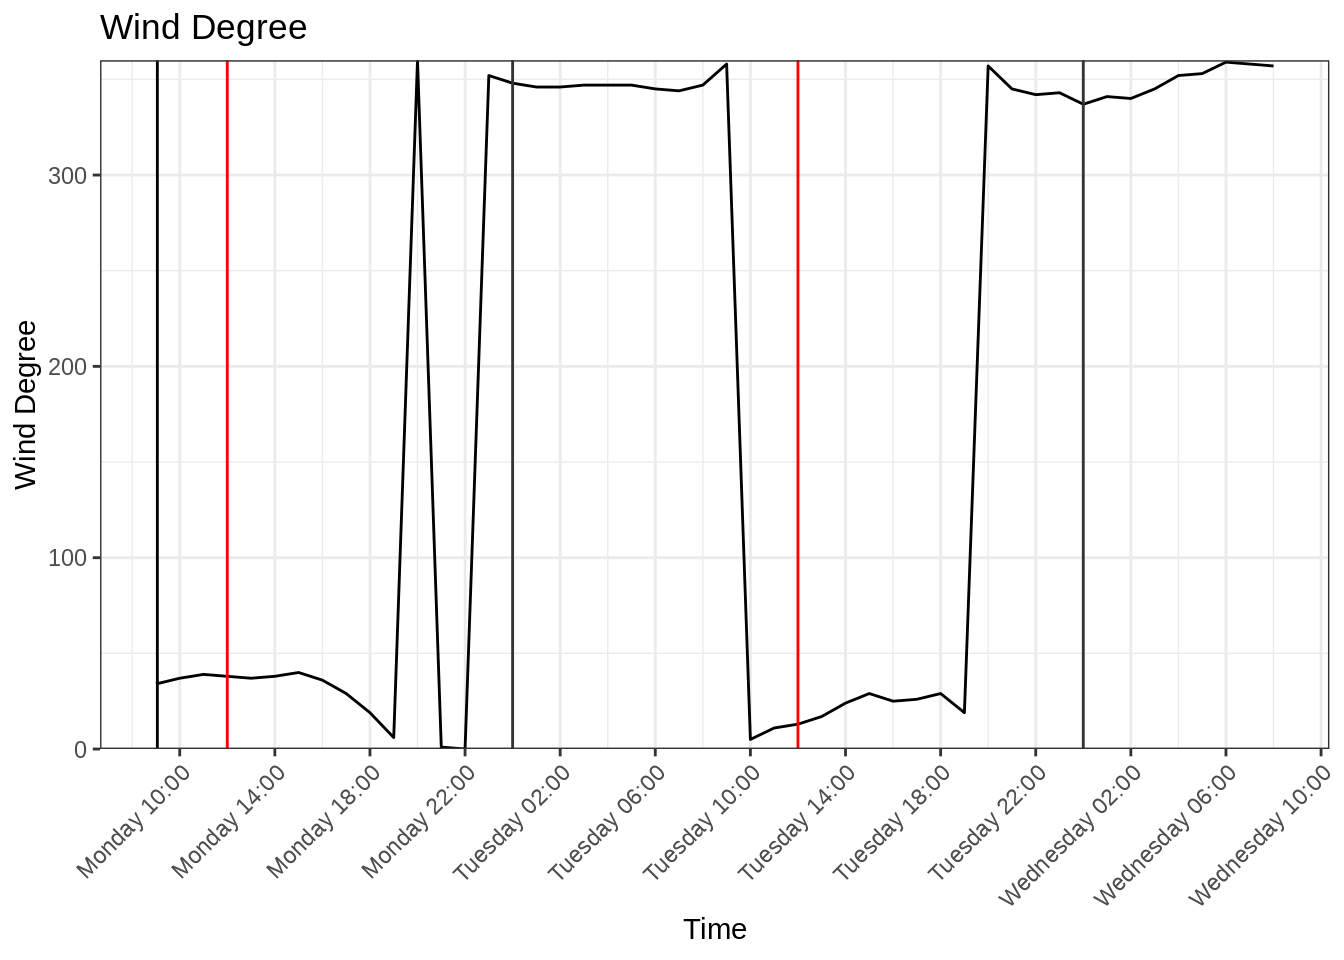 Wind Degree
Wind Degree
300
200
100
0
Monday 10:00
Monday 14:00
Monday 18:00
Monday 22:00
Tuesday 02:00
Tuesday 06:00
Tuesday 10:00
Tuesday 14:00
Tuesday 18:00
Tuesday 22:00
Wednesday 02:00
Wednesday 06:00
Wednesday 10:00
Time